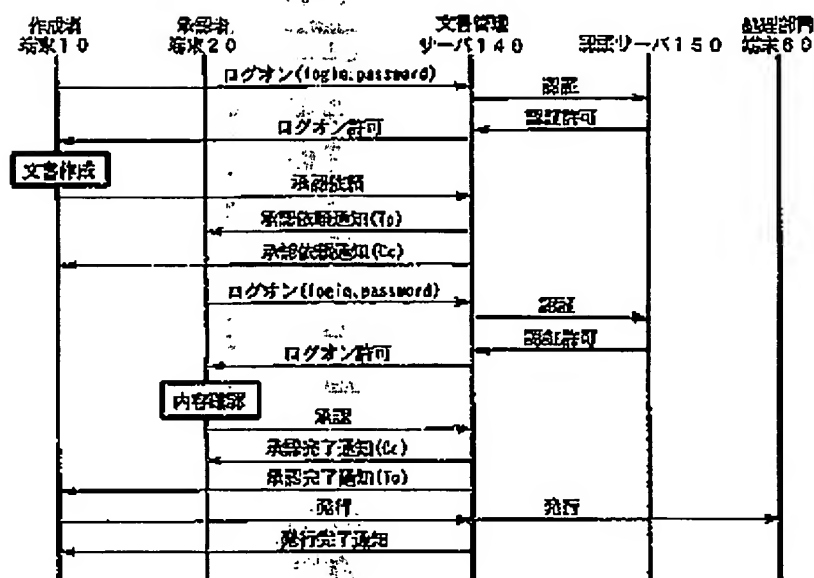 作成者 端末10
承認者 端末20
文書管理 サーバ140
認証サーバ150
処理部門 端末60
ログオン(login,password)
認証
認証許可
ログオン許可
文書作成
承認依頼
承認依頼通知(To)
承認依頼通知(Cc)
ログオン(login,password)
認証
認証許可
ログオン許可
内容確認
承認
承認完了通知(Cc)
承認完了通知(To)
発行
発行
発行完了通知